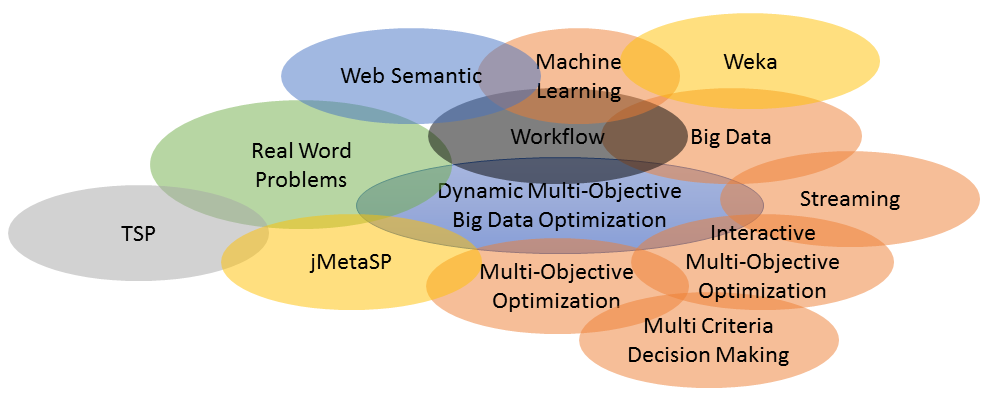 Web Semantic
Machine
Learning
Weka
Workflow
Big Data
Real Word
Problems
Dynamic Multi-Objective
Big Data Optimization
Streaming
TSP
jMetaSP
Interactive
Multi-Objective
Optimization
Multi-Objective
Optimization
Multi Criteria
Decision Making